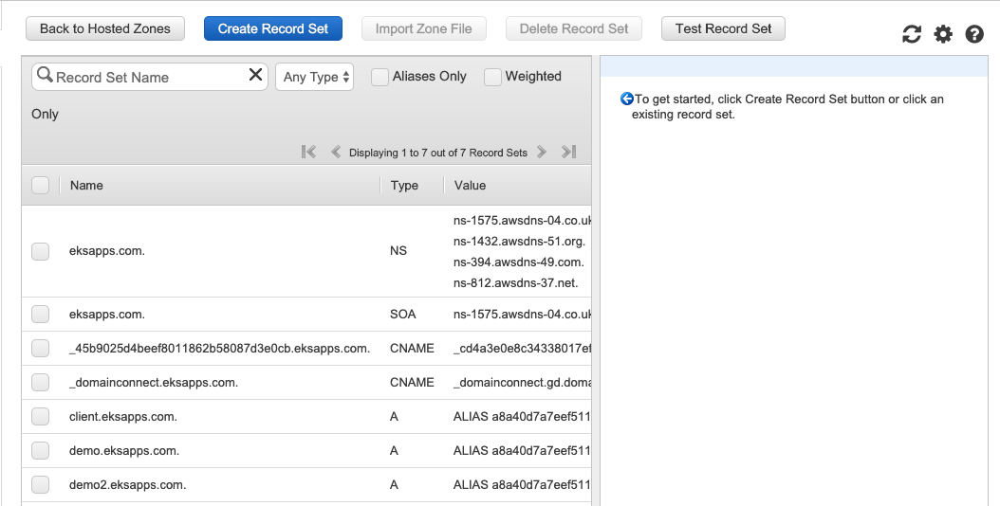 Back to Hosted Zones Create Record Set Import Zone File Delete Record Set Test Record Set
Record Set Name Any Type Aliases Only Weighted
Only
Displaying 1 to 7 out of 7 Record Sets
To get started, click Create Record Set button or click an
existing record set.
Name Type Value
eksapps.com. NS ns-1575.awsdns-04.co.uk
ns-1432.awsdns-51.org.
ns-394.awsdns-49.com.
ns-812.awsdns-37.net.
eksapps.com. SOA ns-1575.awsdns-04.co.uk
_45b9025d4beef8011862b58087d3e0cb.eksapps.com. CNAME _cd4a3e0e8c34338017ef
_domainconnect.eksapps.com. CNAME _domainconnect.gd.doma
client.eksapps.com. A ALIAS a8a40d7a7eef511
demo.eksapps.com. A ALIAS a8a40d7a7eef511
demo2.eksapps.com. A ALIAS a8a40d7a7eef511